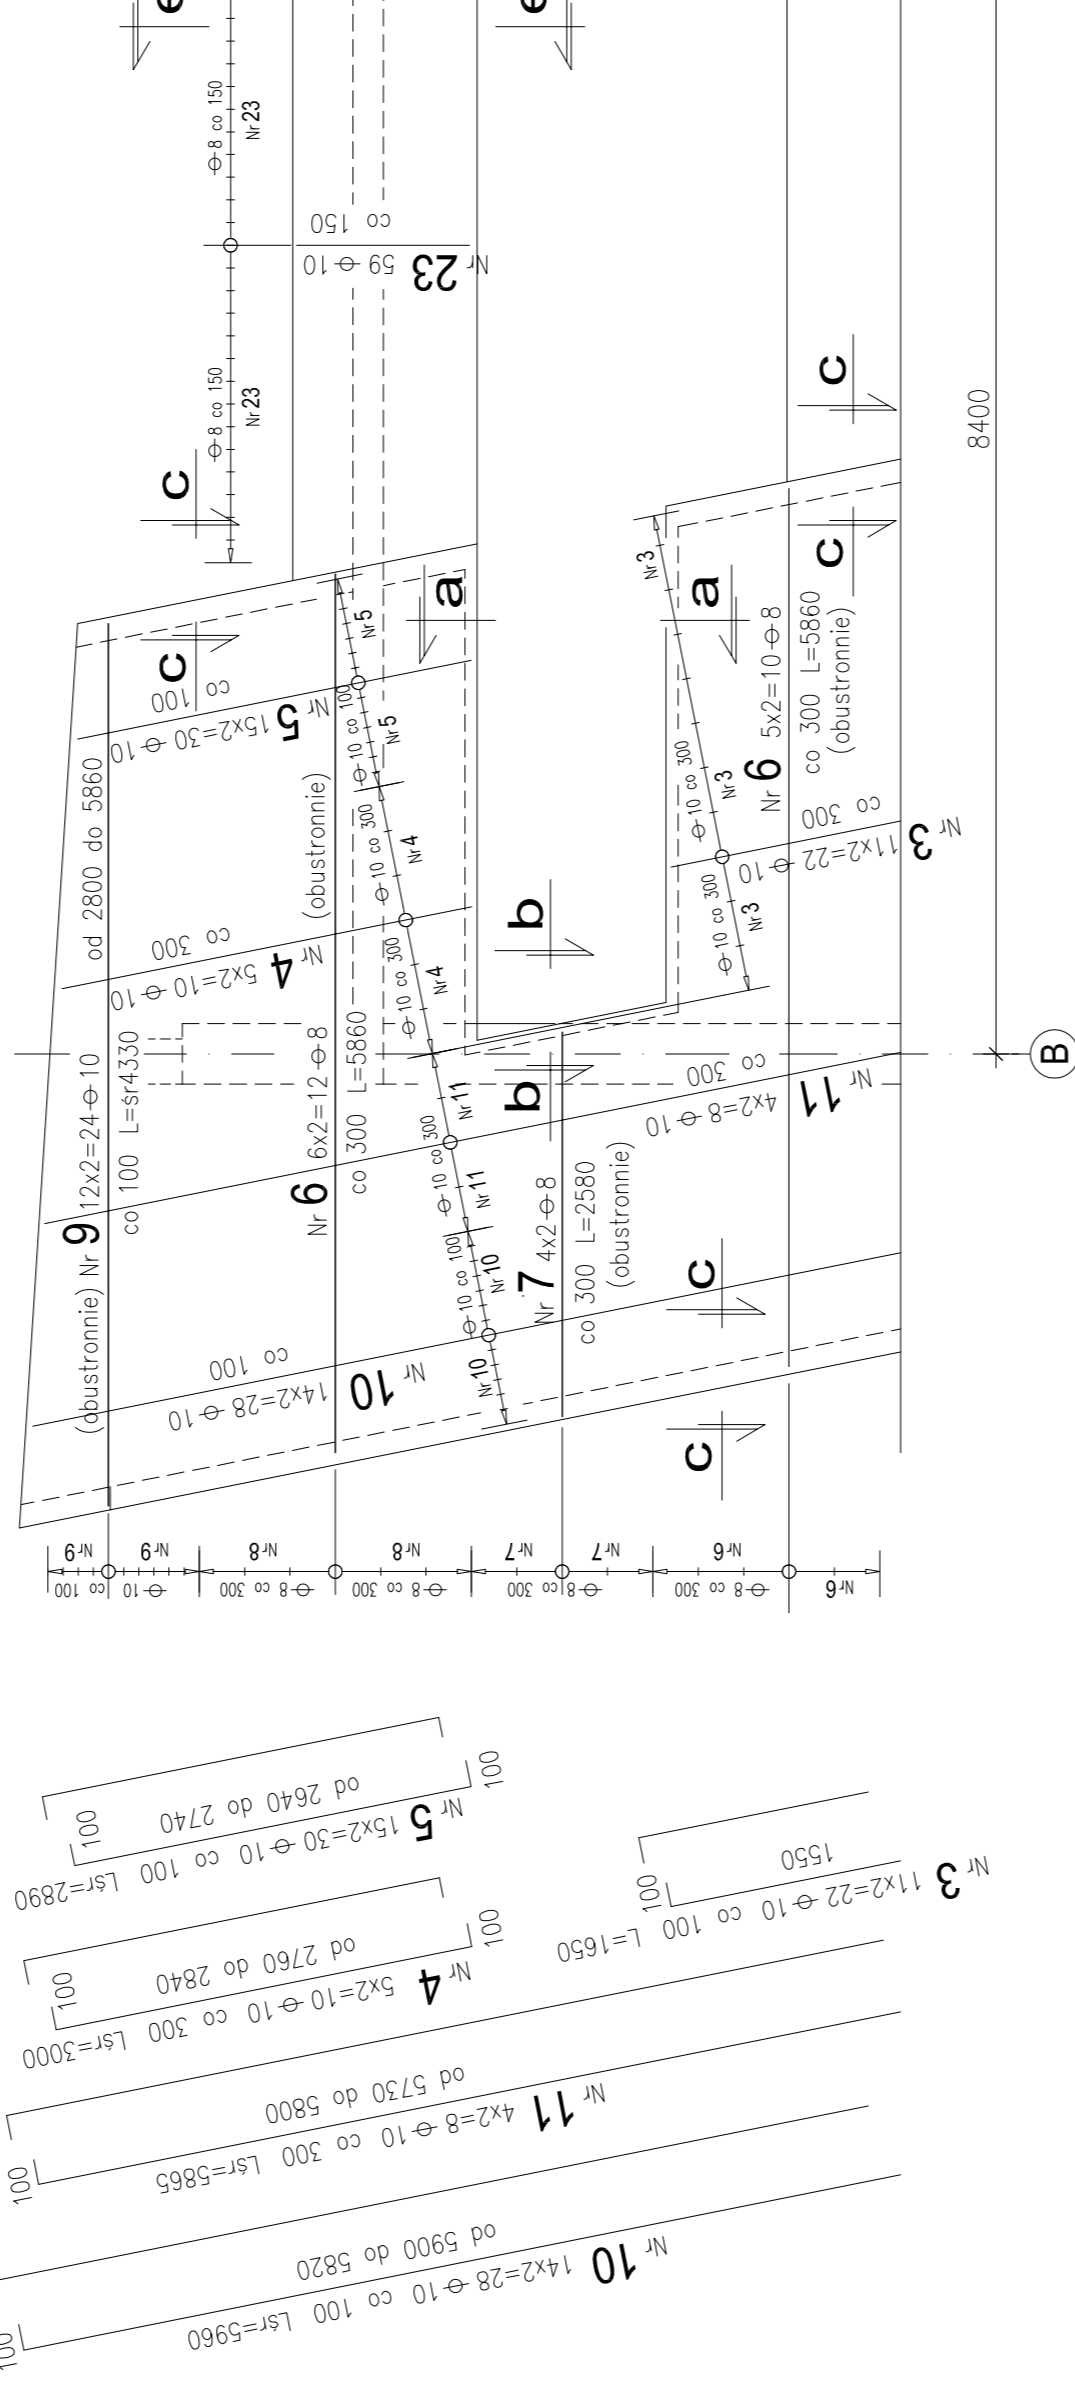 e
e
⌀ 8 co 150
Nr 23
co 150
59 ⌀ 10
Nr 23
⌀ 8 co 150
Nr 23
c
c
8400
c
c
a
a
Nr 5
Nr 3
co 100
15x2=30 ⌀ 10
Nr 5
⌀ 10 co 100
Nr 5
od 2800 do 5860
(obustronnie)
⌀ 10 co 300
Nr 4
⌀ 10 co 300
Nr 3
Nr 6 5x2=10 ⌀ 8
co 300 L=5860
(obustronnie)
co 300
11x2=22 ⌀ 10
Nr 3
⌀ 10 co 300
Nr 3
co 300
5x2=10 ⌀ 10
Nr 4
⌀ 10 co 300
Nr 4
b
b
(obustronnie) Nr 9 12x2=24 ⌀ 10
co 100 L=śr4330
Nr 6 6x2=12 ⌀ 8
co 300 L=5860
Nr 11
⌀ 10 co 300
Nr 11
co 300
4x2=8 ⌀ 10
Nr 11
B
⌀ 10 co 100
Nr 10
Nr 7 4x2 ⌀ 8
co 300 L=2580
(obustronnie)
c
c
co 100
14x2=28 ⌀ 10
Nr 10
Nr 10
Nr 9
Nr 9
Nr 8
Nr 8
Nr 7
Nr 7
Nr 6
Nr 6
co 100
⌀ 10
⌀ 8 co 300
⌀ 8 co 300
⌀ 8
co 300
⌀ 8 co 300
100
od 2640 do 2740
100
Nr 5 15x2=30 ⌀ 10 co 100 Lśr=2890
100
od 2760 do 2840
100
Nr 4 5x2=10 ⌀ 10 co 300 Lśr=3000
100
1550
Nr 3 11x2=22 ⌀ 10 co 100 L=1650
100
od 5730 do 5800
Nr 11 4x2=8 ⌀ 10 co 300 Lśr=5865
100
od 5900 do 5820
Nr 10 14x2=28 ⌀ 10 co 100 Lśr=5960